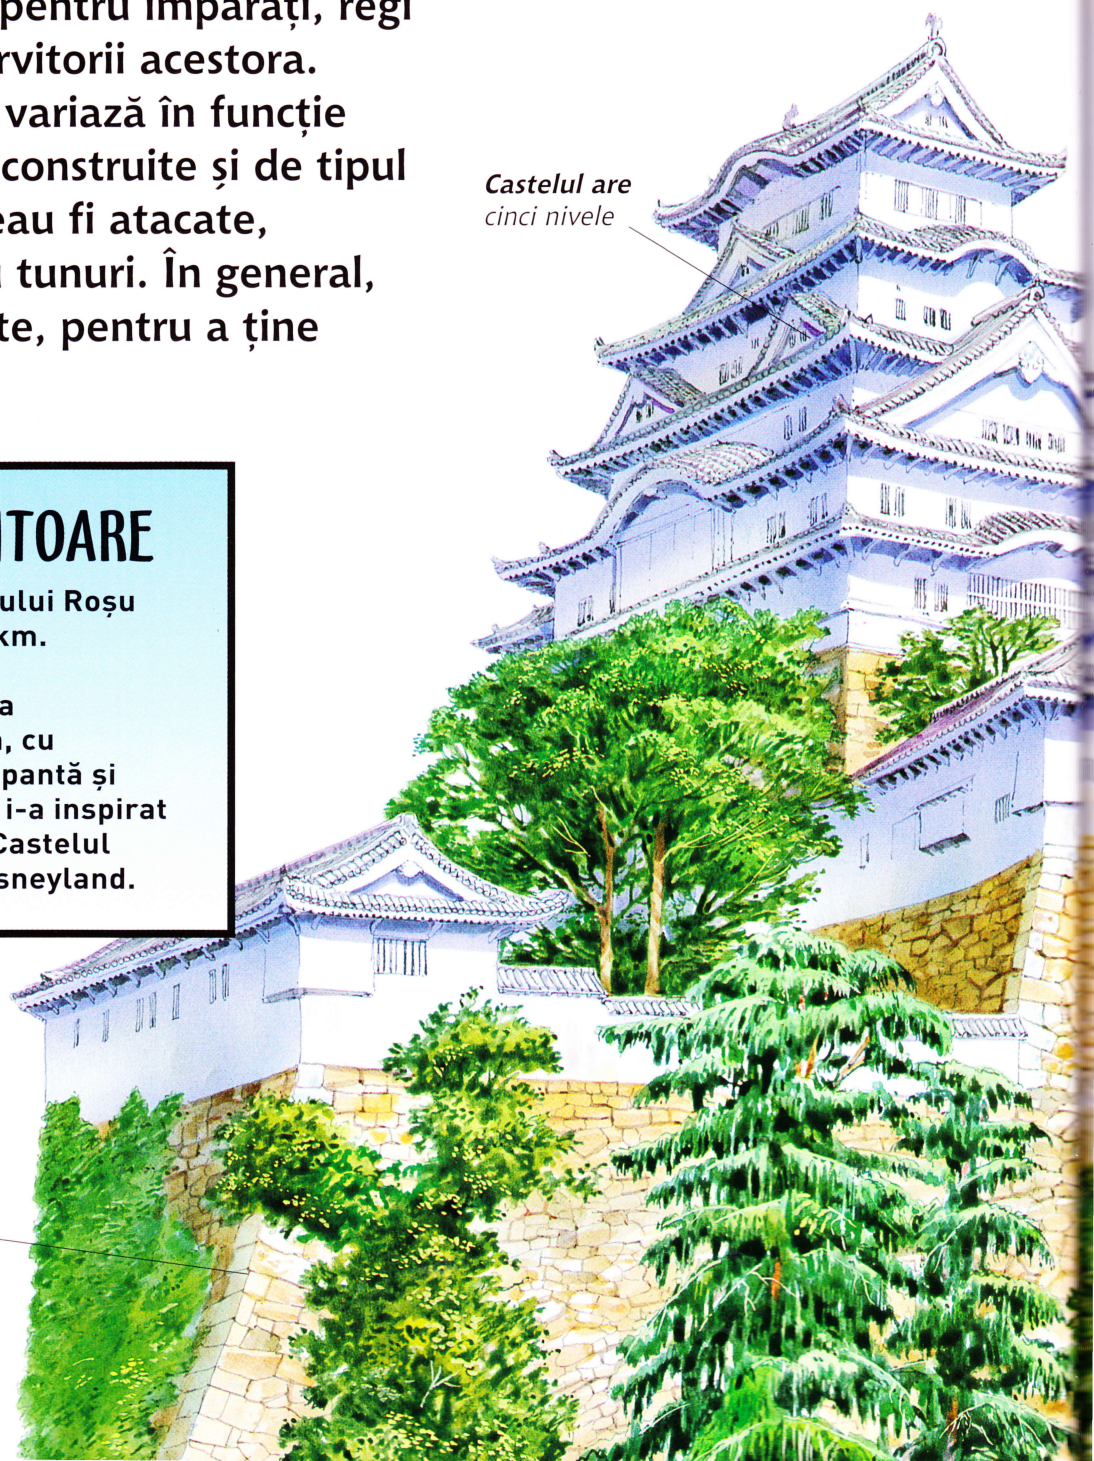 pentru împărați, regi
rvitorii acestora.
variază în funcție
construite și de tipul
eau fi atacate,
tunuri. În general,
te, pentru a ține
Castelul are
cinci nivele
ITOARE
ului Roșu
km.
a
, cu
pantă și
i-a inspirat
Castelul
sneyland.